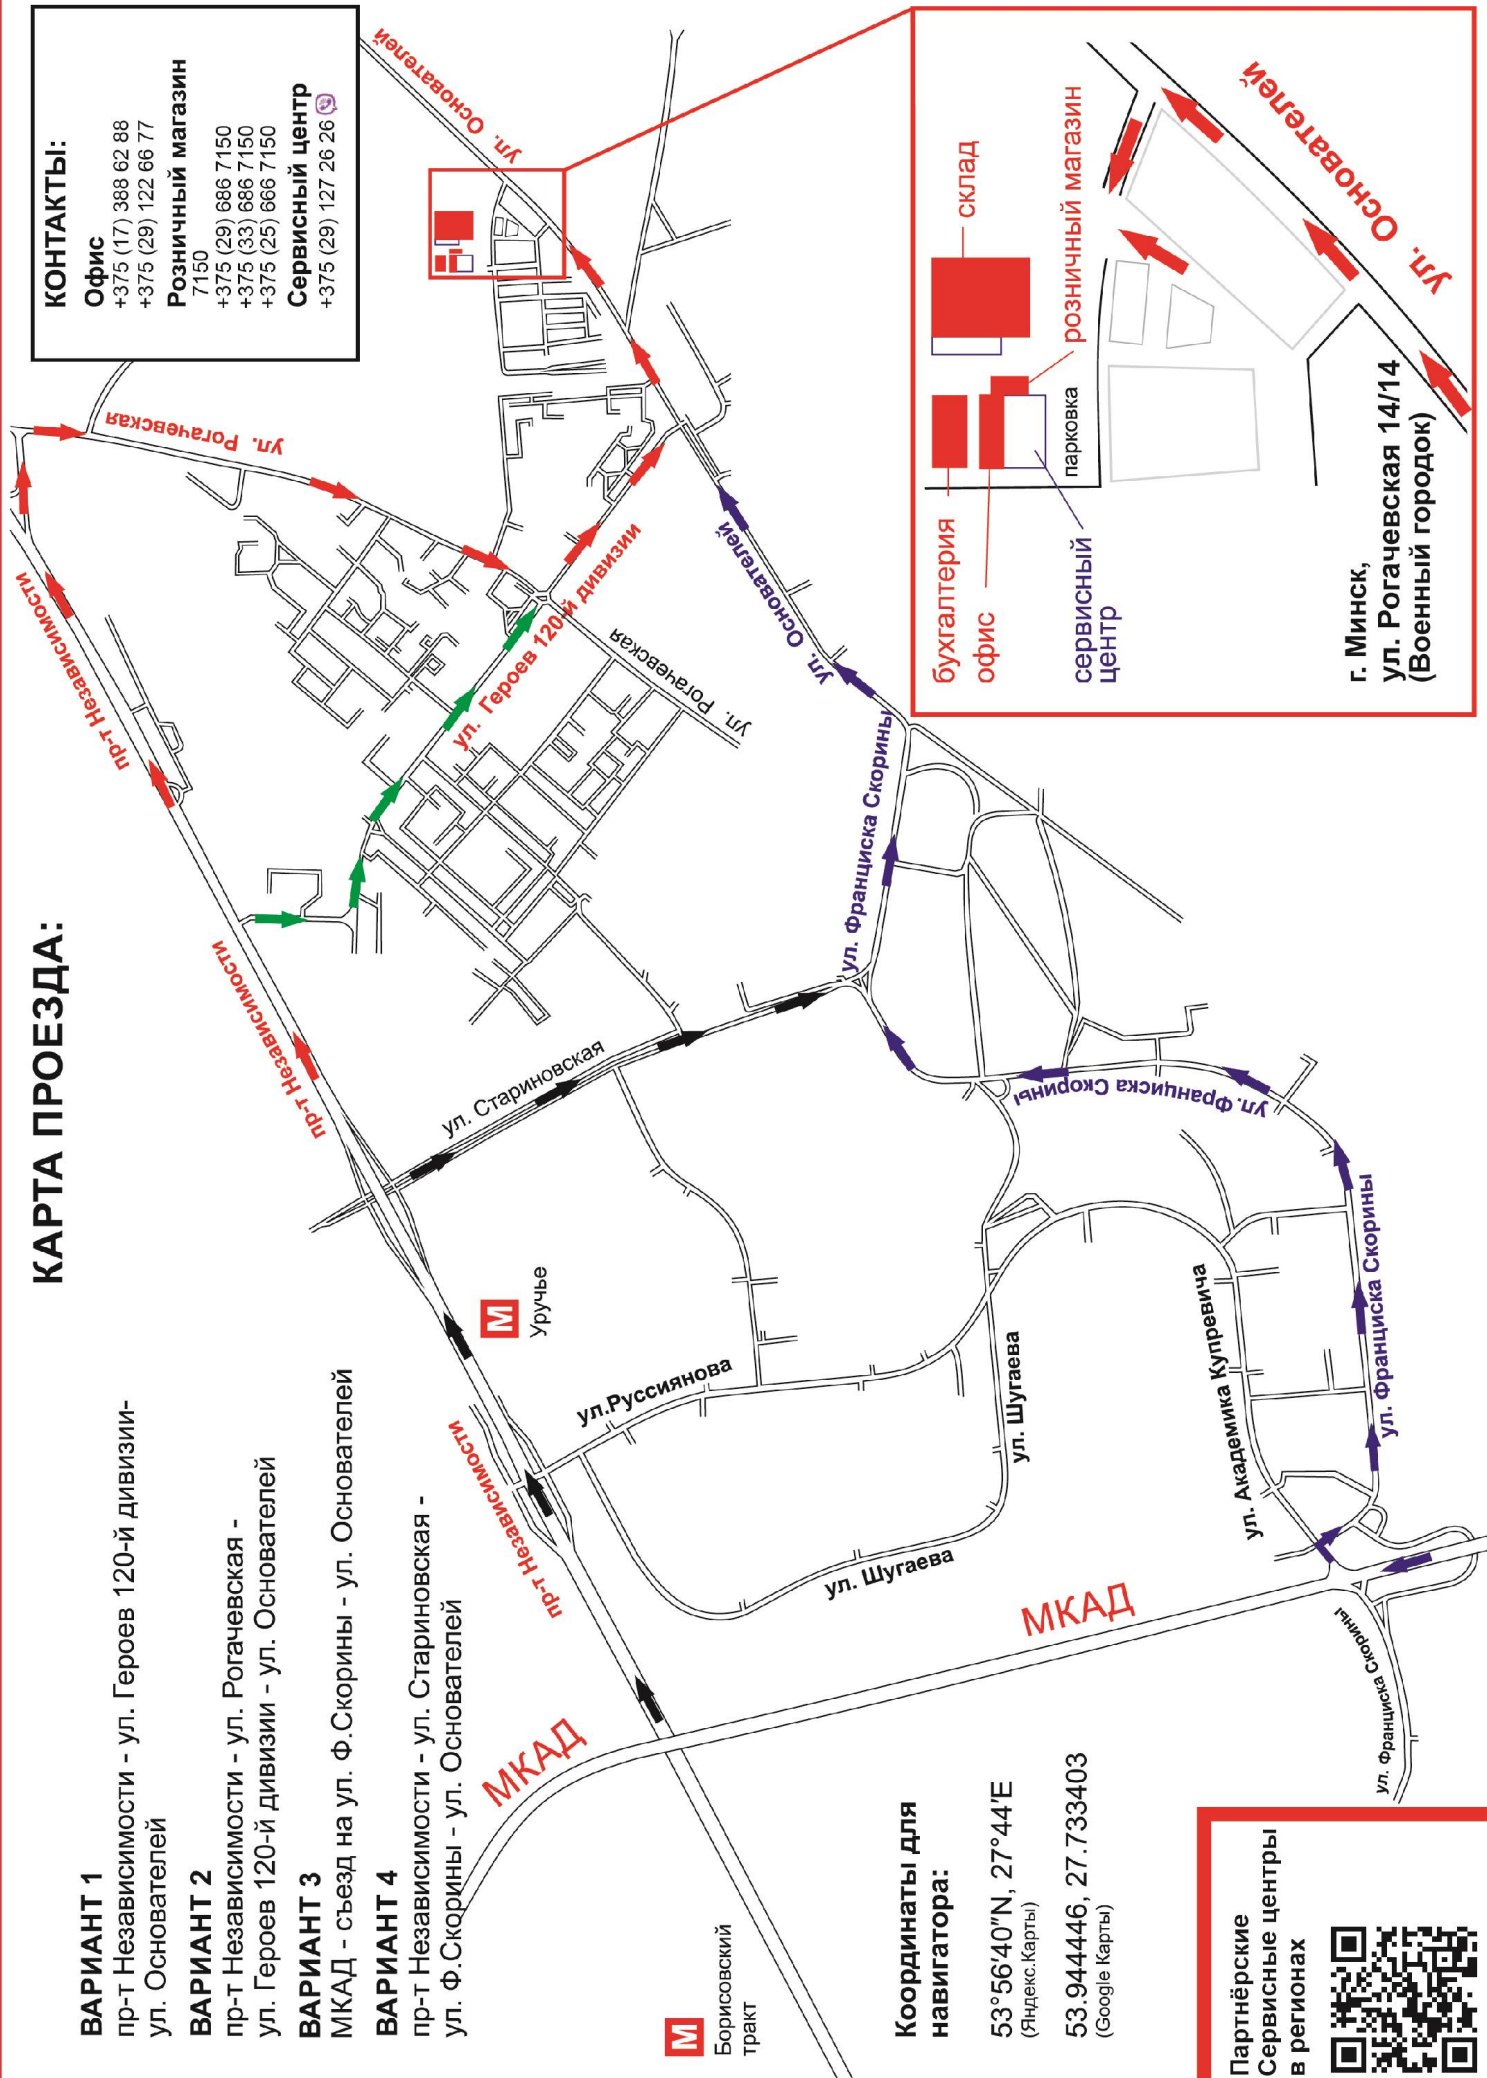 КАРТА ПРОЕЗДА:
ВАРИАНТ 1
пр-т Независимости - ул. Героев 120-й дивизии-
ул. Основателей
ВАРИАНТ 2
пр-т Независимости - ул. Рогачевская -
ул. Героев 120-й дивизии - ул. Основателей
ВАРИАНТ 3
МКАД - съезд на ул. Ф.Скорины - ул. Основателей
ВАРИАНТ 4
пр-т Независимости - ул. Стариновская -
ул. Ф.Скорины - ул. Основателей
КОНТАКТЫ:
Офис
+375 (17) 388 62 88
+375 (29) 122 66 77
Розничный магазин
7150
+375 (29) 686 7150
+375 (33) 686 7150
+375 (25) 666 7150
Сервисный центр
+375 (29) 127 26 26
пр-т Независимости
пр-т Независимости
пр-т Независимости
ул. Рогачевская
ул. Основателей
ул. Героев 120-й дивизии
ул. Рогачевская
ул. Стариновская
М
Уручье
ул.Руссиянова
ул. Основателей
ул. Франциска Скорины
ул. Франциска Скорины
ул. Шугаева
ул. Шугаева
ул. Академика Купревича
ул. Франциска Скорины
МКАД
МКАД
ул. Франциска Скорины
М
Борисовский
тракт
Координаты для
навигатора:
53°56'40"N, 27°44'E
(Яндекс.Карты)
53.944446, 27.733403
(Google Карты)
Партнёрские
Сервисные центры
в регионах
бухгалтерия
офис
сервисный
центр
парковка
склад
розничный магазин
ул. Основателей
г. Минск,
ул. Рогачевская 14/14
(Военный городок)